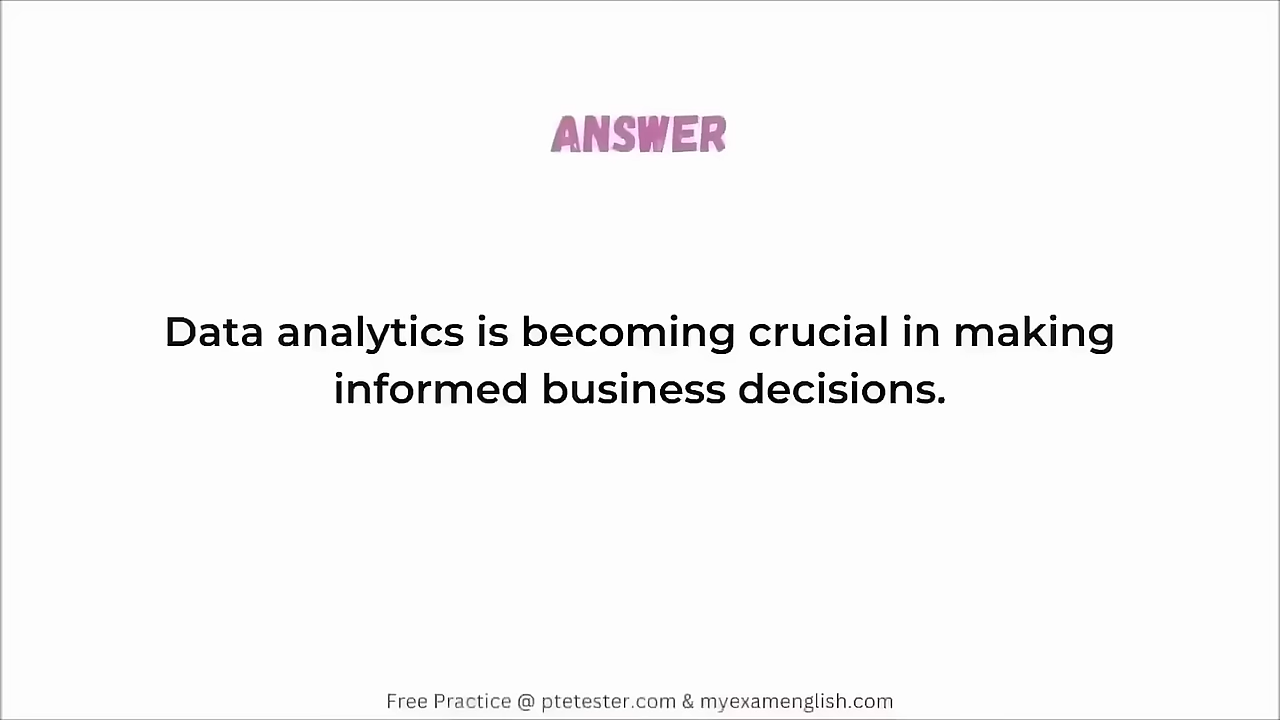 ANSWER
Data analytics is becoming crucial in making
informed business decisions.
Free Practice @ ptetester.com & myexamenglish.com